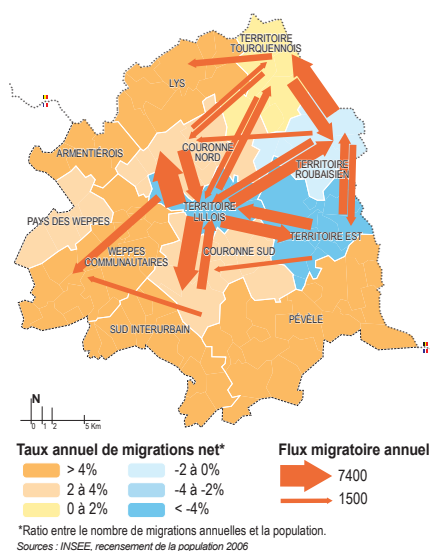 TERRITOIRE
TOURQUENNOIS
LYS
COURONNE
NORD
ARMENTIÉROIS
TERRITOIRE
ROUBAISIEN
TERRITOIRE
LILLOIS
PAYS DES WEPPES
TERRITOIRE EST
WEPPES
COMMUNAUTAIRES
COURONNE SUD
SUD INTERURBAIN
PÉVÈLE
N
0 1 2 5 Km
Taux annuel de migrations net*
> 4%
2 à 4%
0 à 2%
-2 à 0%
-4 à -2%
< -4%
Flux migratoire annuel
7400
1500
*Ratio entre le nombre de migrations annuelles et la population.
Sources : INSEE, recensement de la population 2006